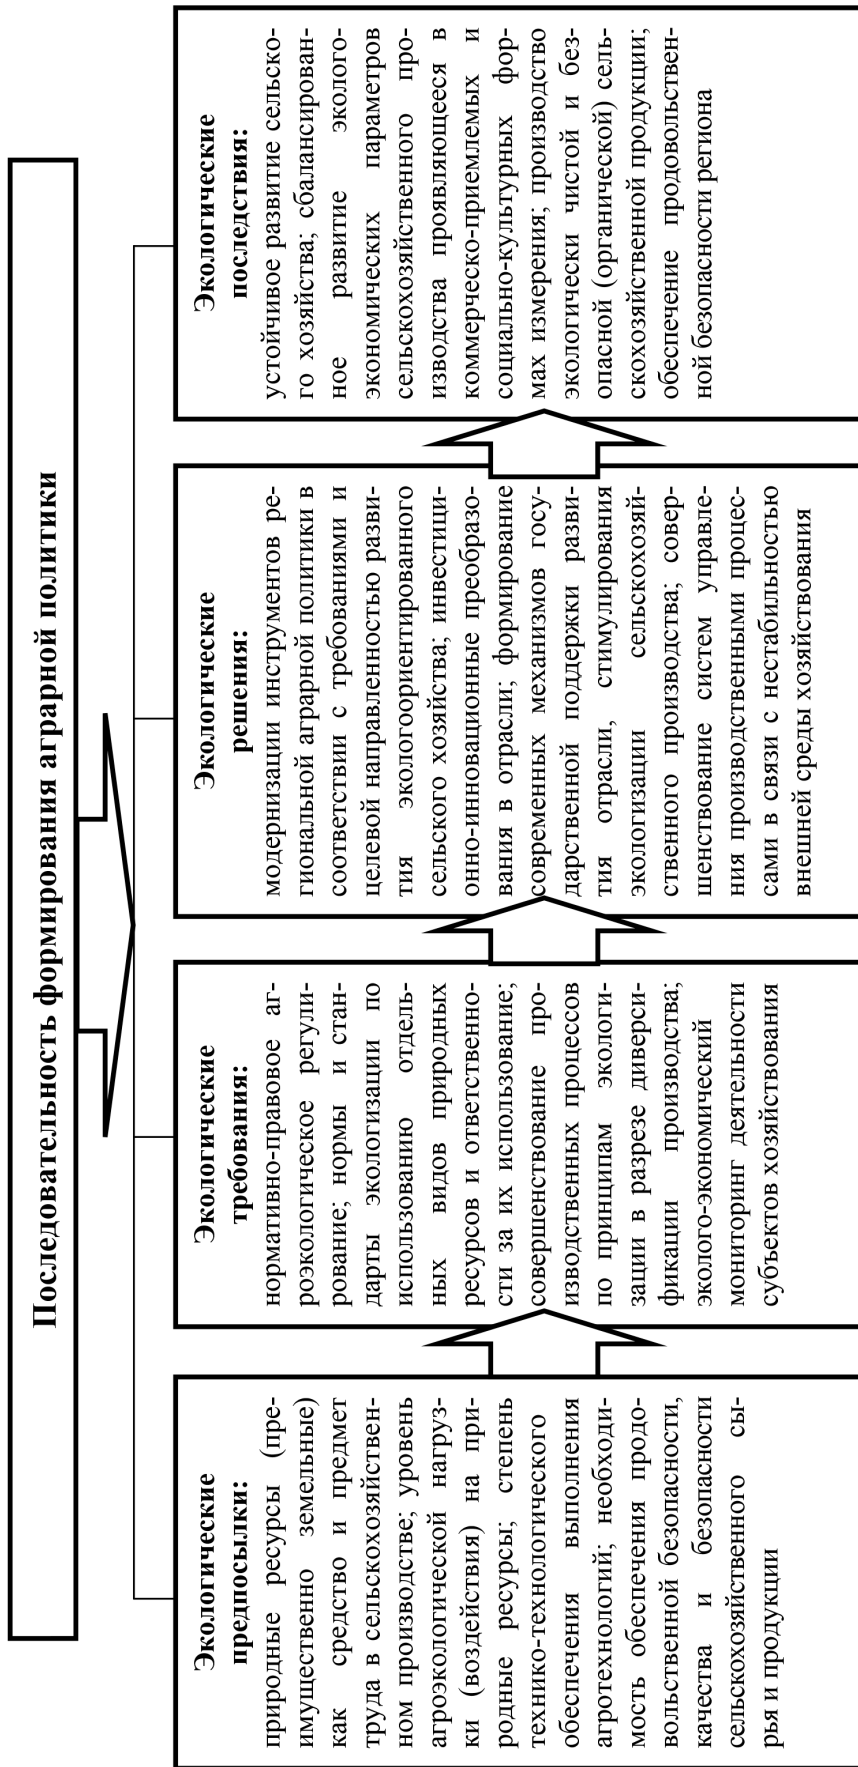 Последовательность формирования аграрной политики
Экологические
предпосылки:
природные ресурсы (пре-
имущественно земельные)
как средство и предмет
труда в сельскохозяйствен-
ном производстве; уровень
агроэкологической нагруз-
ки (воздействия) на при-
родные ресурсы; степень
технико-технологического
обеспечения выполнения
агротехнологий; необходи-
мость обеспечения продо-
вольственной безопасности,
качества и безопасности
сельскохозяйственного сы-
рья и продукции
Экологические
требования:
нормативно-правовое аг-
роэкологическое регули-
рование; нормы и стан-
дарты экологизации по
использованию отдель-
ных видов природных
ресурсов и ответственно-
сти за их использование;
совершенствование про-
изводственных процессов
по принципам экологи-
зации в разрезе диверси-
фикации производства;
эколого-экономический
мониторинг деятельности
субъектов хозяйствования
Экологические
решения:
модернизации инструментов ре-
гиональной аграрной политики в
соответствии с требованиями и
целевой направленностью разви-
тия экологоориентированного
сельского хозяйства; инвестици-
онно-инновационные преобразо-
вания в отрасли; формирование
современных механизмов госу-
дарственной поддержки разви-
тия отрасли, стимулирования
экологизации сельскохозяй-
ственного производства; совер-
шенствование систем управле-
ния производственными процес-
сами в связи с нестабильностью
внешней среды хозяйствования
Экологические
последствия:
устойчивое развитие сельско-
го хозяйства; сбалансирован-
ное развитие эколого-
экономических параметров
сельскохозяйственного про-
изводства проявляющееся в
коммерческо-приемлемых и
социально-культурных фор-
мах измерения; производство
экологически чистой и без-
опасной (органической) сель-
скохозяйственной продукции;
обеспечение продовольствен-
ной безопасности региона